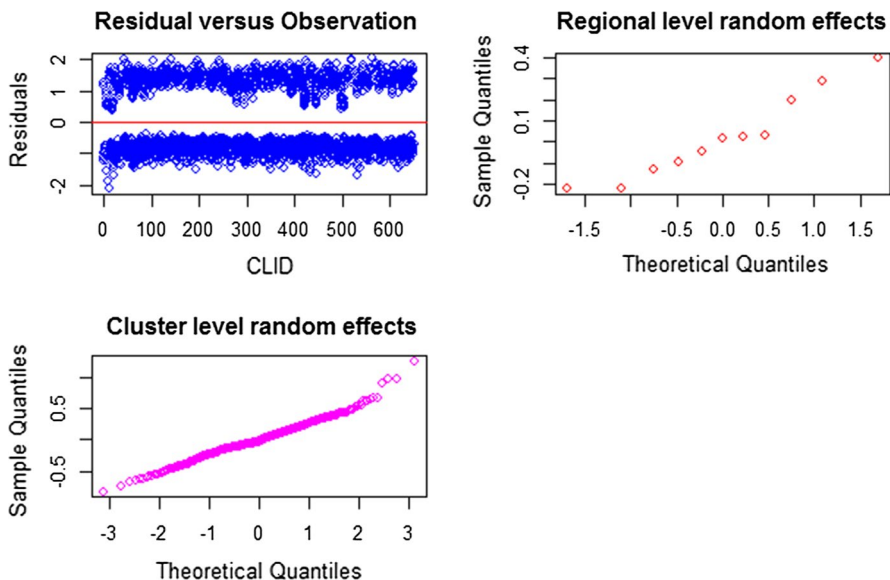 Residual versus Observation
Residuals
2
1
0
-2
0 100 200 300 400 500 600
CLID
Regional level random effects
Sample Quantiles
0.4
0.1
-0.2
-1.5 -0.5 0.0 0.5 1.0 1.5
Theoretical Quantiles
Cluster level random effects
Sample Quantiles
0.5
-0.5
-3 -2 -1 0 1 2 3
Theoretical Quantiles